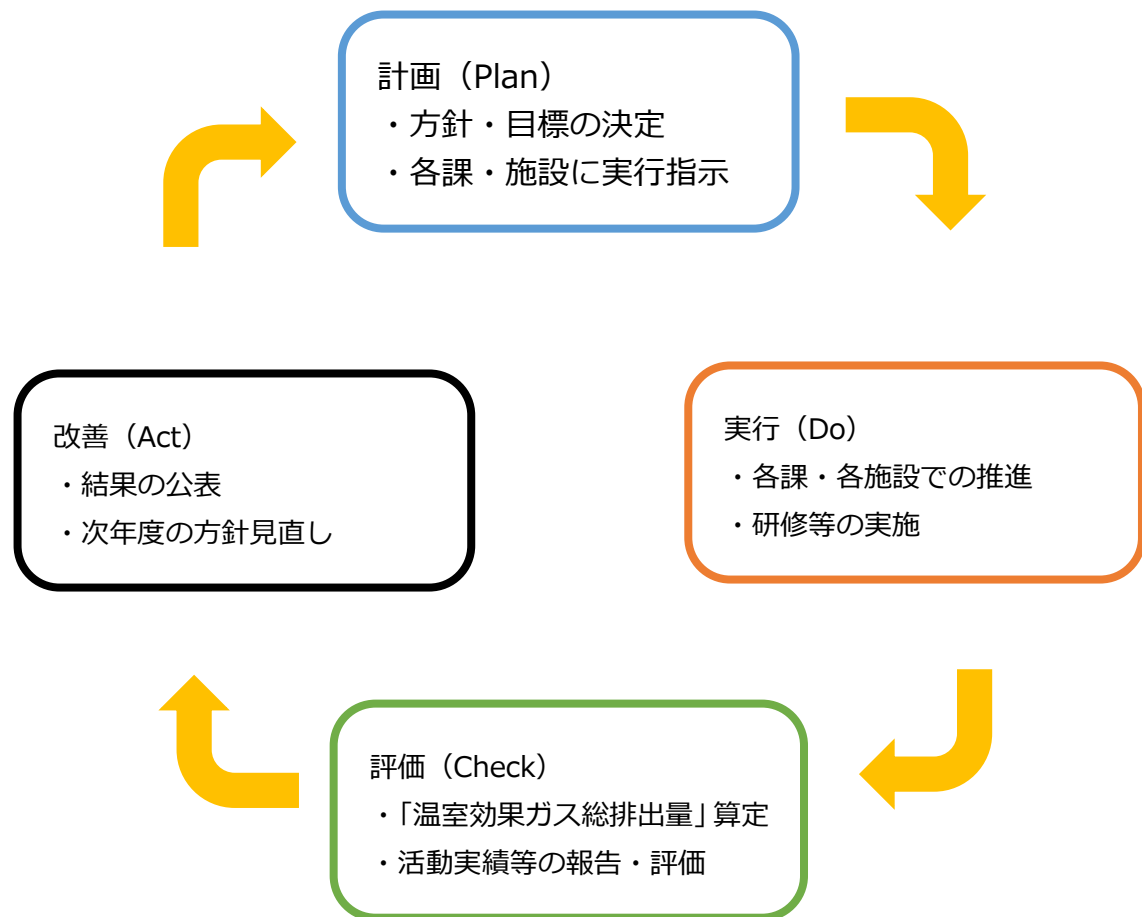 計画（Plan）
・方針・目標の決定
・各課・施設に実行指示
実行（Do）
・各課・各施設での推進
・研修等の実施
評価（Check）
・「温室効果ガス総排出量」算定
・活動実績等の報告・評価
改善（Act）
・結果の公表
・次年度の方針見直し